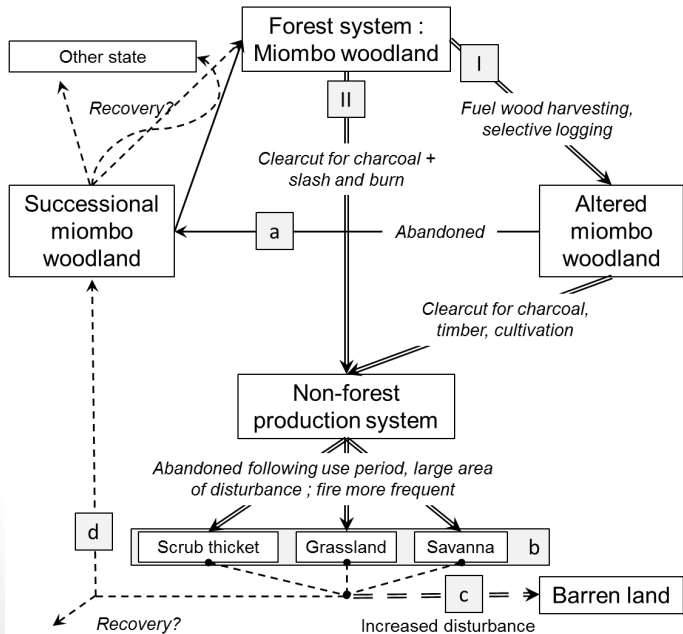 Forest system :
Miombo woodland
Other state
I
II
Recovery?
Fuel wood harvesting,
selective logging
Clearcut for charcoal +
slash and burn
Successional
miombo
woodland
a
Abandoned
Altered
miombo
woodland
Clearcut for charcoal,
timber, cultivation
Non-forest
production system
Abandoned following use period, large area
of disturbance ; fire more frequent
d
Scrub thicket
Grassland
Savanna
b
c
Barren land
Recovery?
Increased disturbance